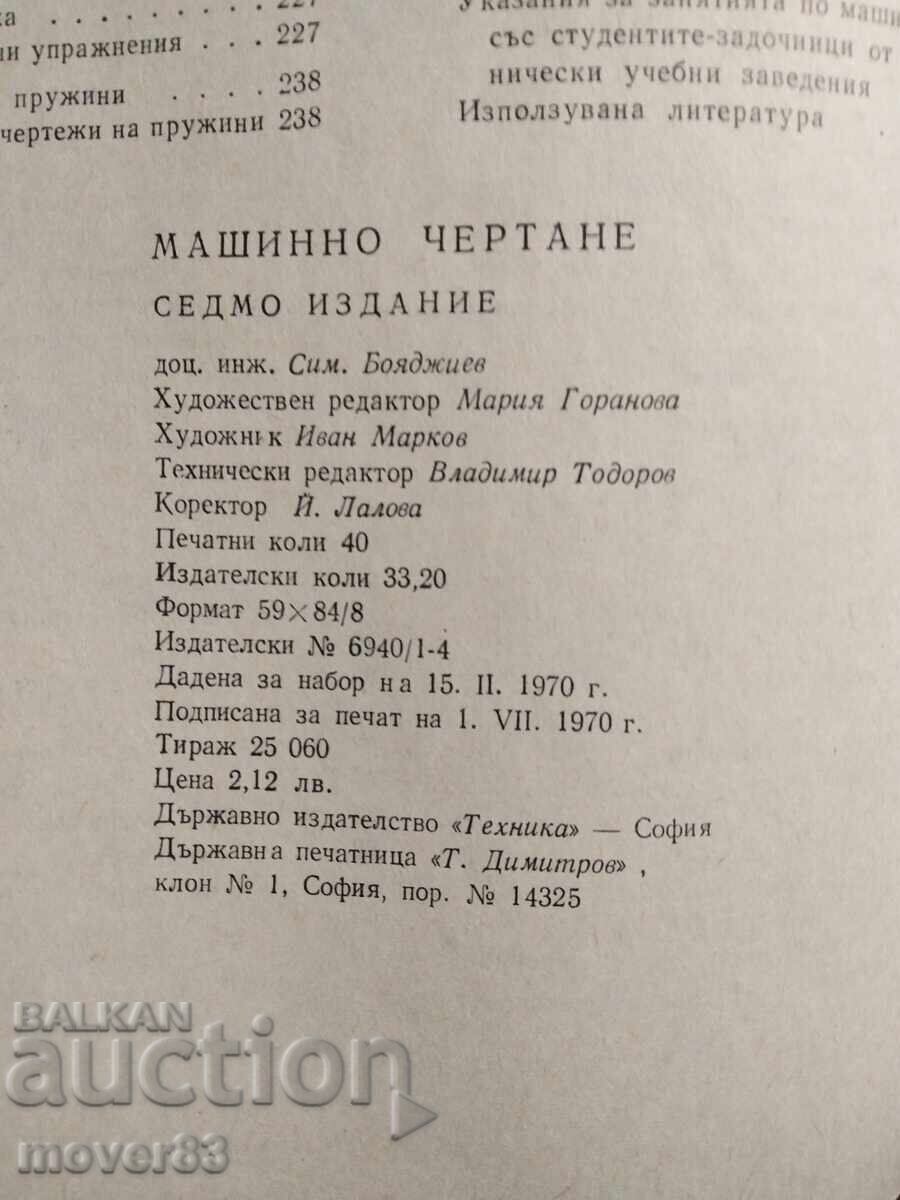 227
упражнения . . . 227
пружини . . . . 238
чертежи на пружини 238
Указания за занятията по
със студентите-задочници от
нически учебни заведения
Използувана литература
МАШИННО ЧЕРТАНЕ
СЕДМО ИЗДАНИЕ
доц. инж. Сим. Бояджиев
Художествен редактор Мария Горанова
Художник Иван Марков
Технически редактор Владимир Тодоров
Коректор Й. Лалова
Печатни коли 40
Издателски коли 33,20
Формат 59×84/8
Издателски № 6940/1-4
Дадена за набор на 15. II. 1970 г.
Подписана за печат на 1. VII. 1970 г.
Тираж 25 060
Цена 2,12 лв.
Държавно издателство «Техника» — София
Държавна печатница «Т. Димитров» ,
клон № 1, София, пор. № 14325
BALKAN
auction
mover83